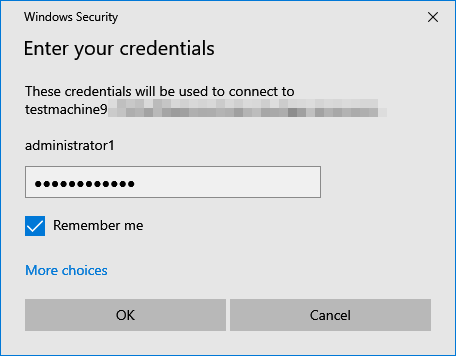 Windows Security
Enter your credentials
These credentials will be used to connect to
testmachine9
administrator1
●●●●●●●●●●●●
Remember me
More choices
OK
Cancel